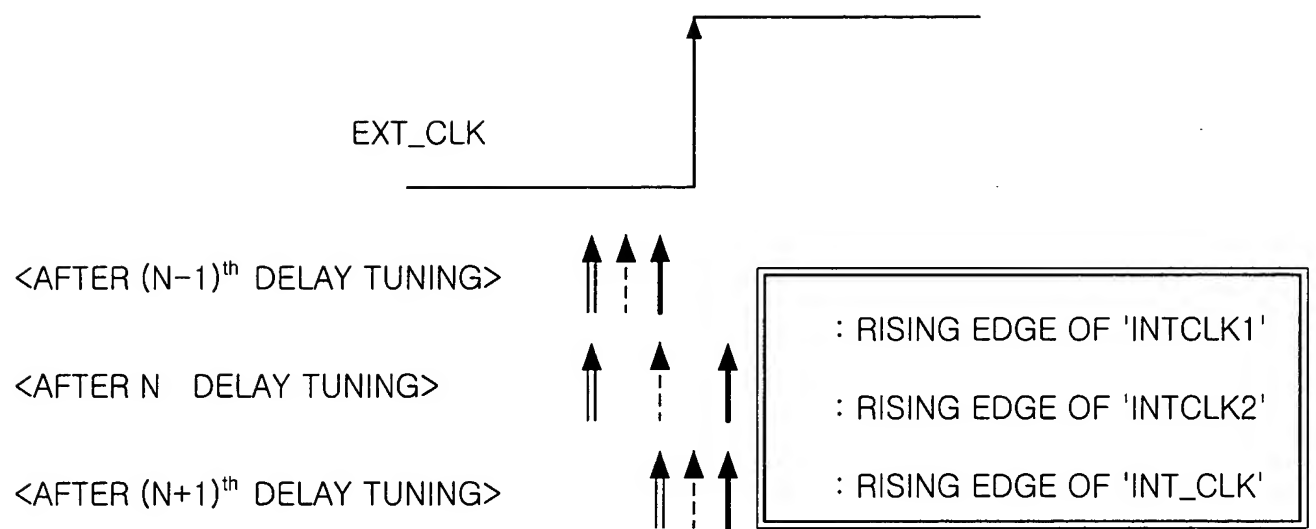 EXT_CLK
<AFTER (N-1)th DELAY TUNING>
: RISING EDGE OF 'INTCLK1'
<AFTER N DELAY TUNING>
: RISING EDGE OF 'INTCLK2'
<AFTER (N+1)th DELAY TUNING>
: RISING EDGE OF 'INT_CLK'